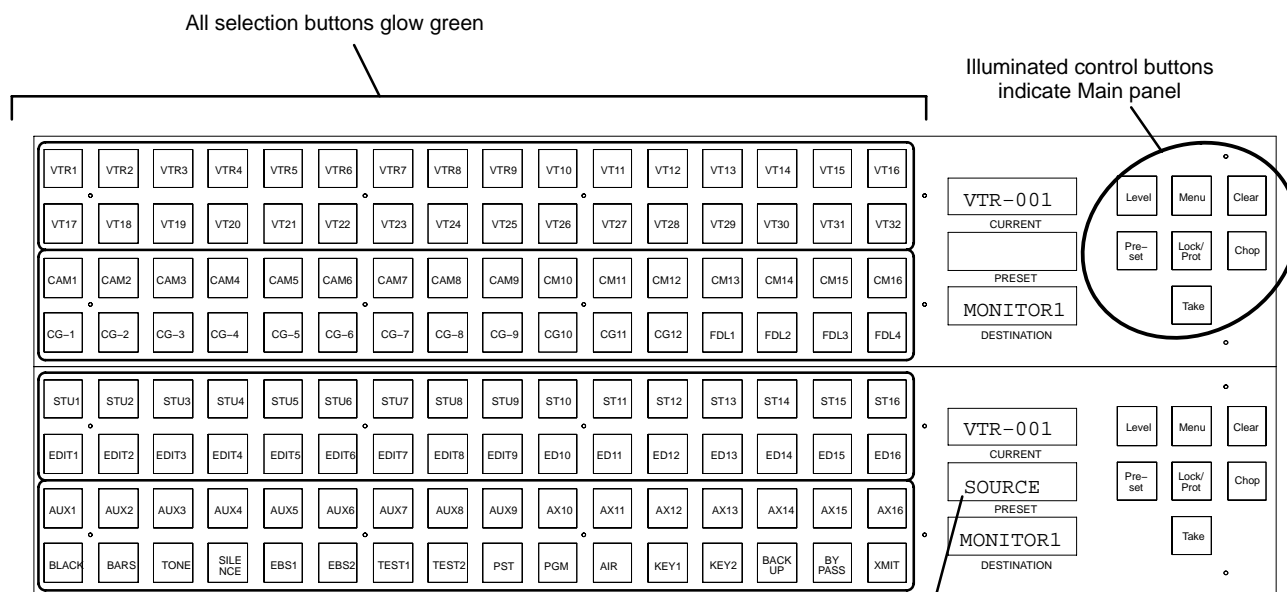 All selection buttons glow green
Illuminated control buttons
indicate Main panel
VTR1 VTR2 VTR3 VTR4 VTR5 VTR6 VTR7 VTR8 VTR9 VT10 VT11 VT12 VT13 VT14 VT15 VT16
VT17 VT18 VT19 VT20 VT21 VT22 VT23 VT24 VT25 VT26 VT27 VT28 VT29 VT30 VT31 VT32
VTR-001
CURRENT
PRESET
MONITOR1
DESTINATION
Level Menu Clear
Pre-
set
Lock/
Prot
Chop
Take
CAM1 CAM2 CAM3 CAM4 CAM5 CAM6 CAM7 CAM8 CAM9 CM10 CM11 CM12 CM13 CM14 CM15 CM16
CG-1 CG-2 CG-3 CG-4 CG-5 CG-6 CG-7 CG-8 CG-9 CG10 CG11 CG12 FDL1 FDL2 FDL3 FDL4
STU1 STU2 STU3 STU4 STU5 STU6 STU7 STU8 STU9 ST10 ST11 ST12 ST13 ST14 ST15 ST16
EDIT1 EDIT2 EDIT3 EDIT4 EDIT5 EDIT6 EDIT7 EDIT8 EDIT9 ED10 ED11 ED12 ED13 ED14 ED15 ED16
VTR-001
CURRENT
SOURCE
PRESET
MONITOR1
DESTINATION
Level Menu Clear
Pre-
set
Lock/
Prot
Chop
Take
AUX1 AUX2 AUX3 AUX4 AUX5 AUX6 AUX7 AUX8 AUX9 AX10 AX11 AX12 AX13 AX14 AX15 AX16
BLACK BARS TONE SILE
NCE EBS1 EBS2 TEST1 TEST2 PST PGM AIR KEY1 KEY2 BACK
UP BY
PASS XMIT